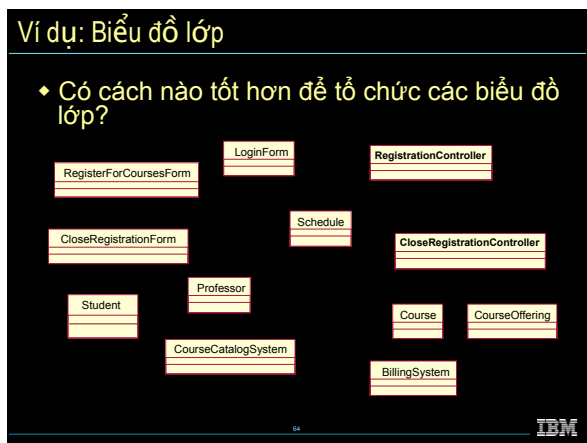 Ví dụ: Biểu đồ lớp
Có cách nào tốt hơn để tổ chức các biểu đồ
lớp?
LoginForm
RegistrationController
RegisterForCoursesForm
Schedule
CloseRegistrationForm
CloseRegistrationController
Professor
Student
Course
CourseOffering
CourseCatalogSystem
BillingSystem
64
IBM